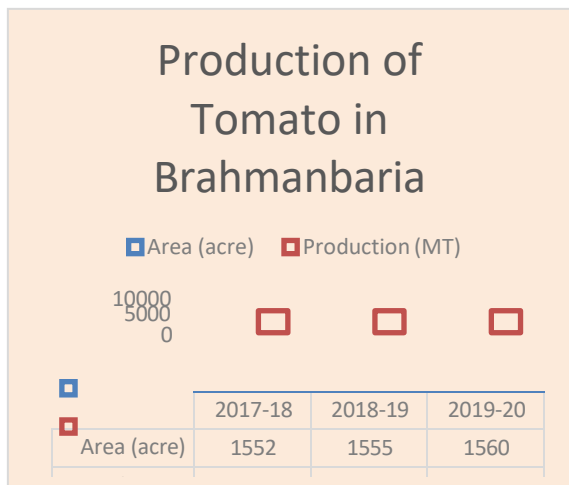 Production of
Tomato in
Brahmanbaria
Area (acre) Production (MT)
10000
5000
0
2017-18 2018-19 2019-20
Area (acre) 1552 1555 1560